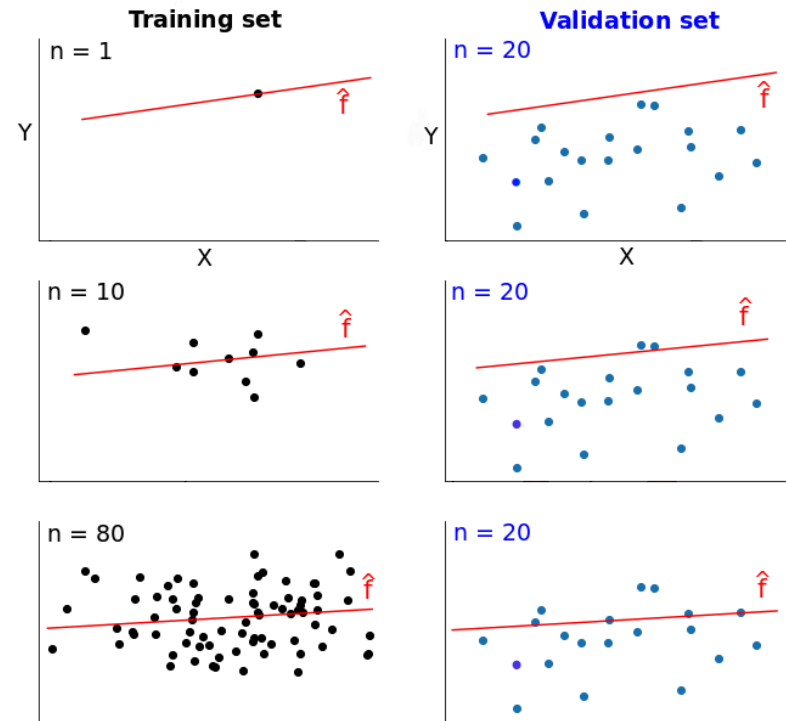 Training set
Validation set
n = 1
n = 20
f̂
f̂
Y
Y
X
X
n = 10
n = 20
f̂
f̂
n = 80
n = 20
f̂
f̂